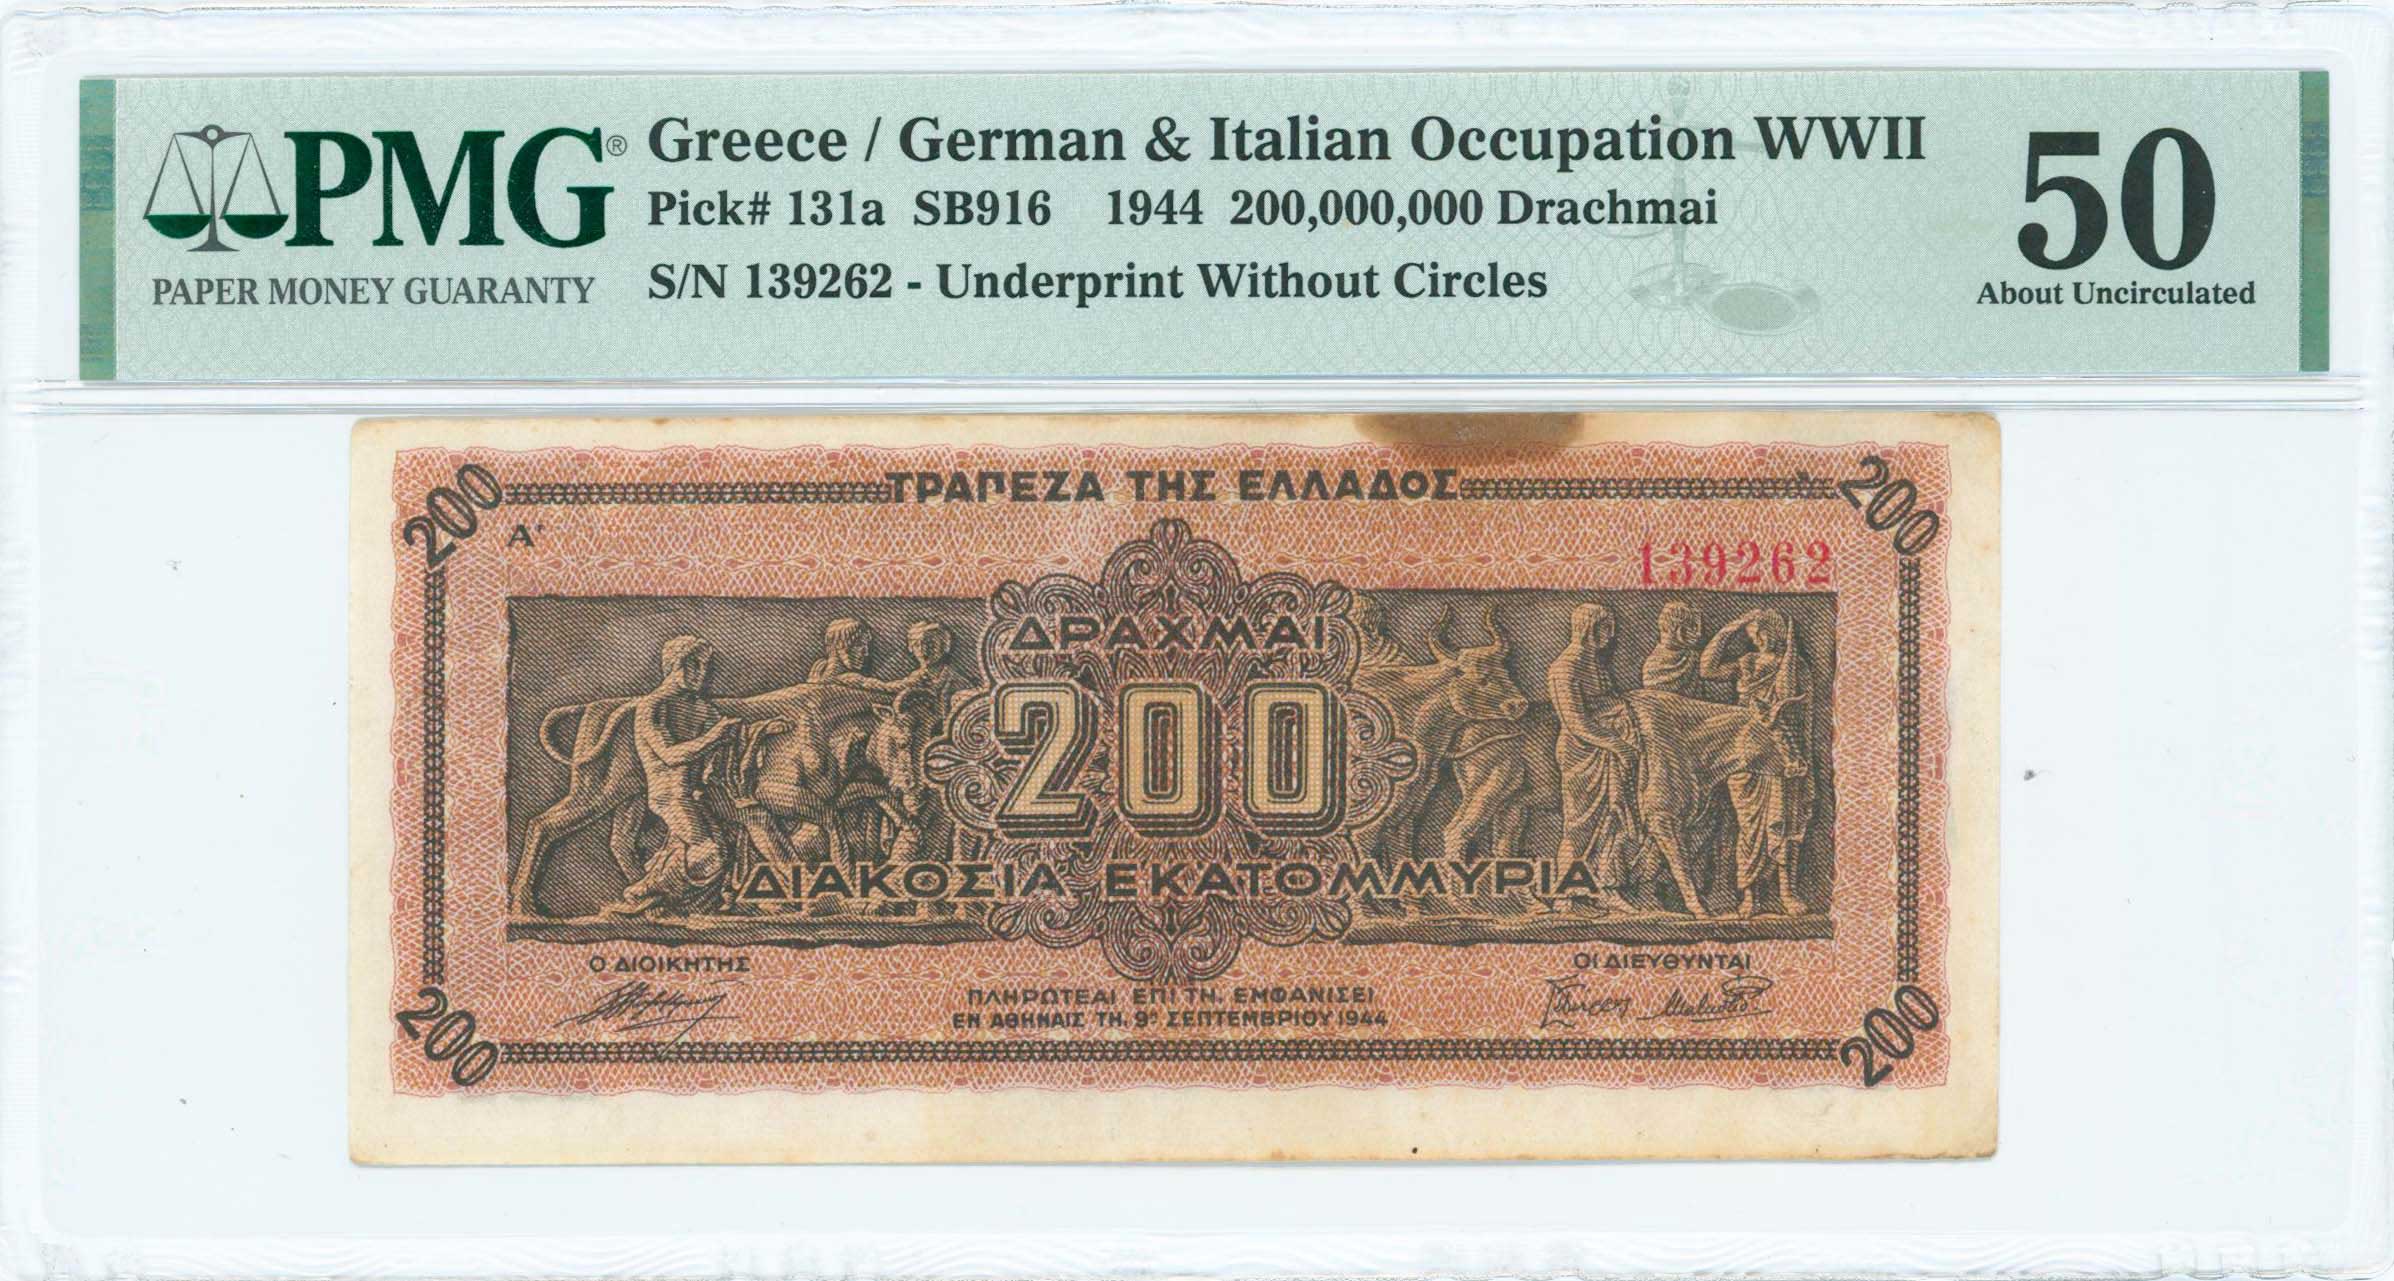 PMG®
PAPER MONEY GUARANTY
Greece / German & Italian Occupation WWII
Pick# 131a SB916 1944 200,000,000 Drachmai
S/N 139262 - Underprint Without Circles
50
About Uncirculated
200 ΤΡΑΠΕΖΑ ΤΗΣ ΕΛΛΑΔΟΣ 200
Α'
139262
ΔΡΑΧΜΑΙ
200
ΔΙΑΚΟΣΙΑ ΕΚΑΤΟΜΜΥΡΙΑ
Ο ΔΙΟΙΚΗΤΗΣ
ΟΙ ΔΙΕΥΘΥΝΤΑΙ
ΠΛΗΡΩΤΕΑΙ ΕΠΙ ΤΗ. ΕΜΦΑΝΙΣΕΙ
ΕΝ ΑΘΗΝΑΙΣ ΤΗ. 9ῃ ΣΕΠΤΕΜΒΡΙΟΥ 1944
200 200